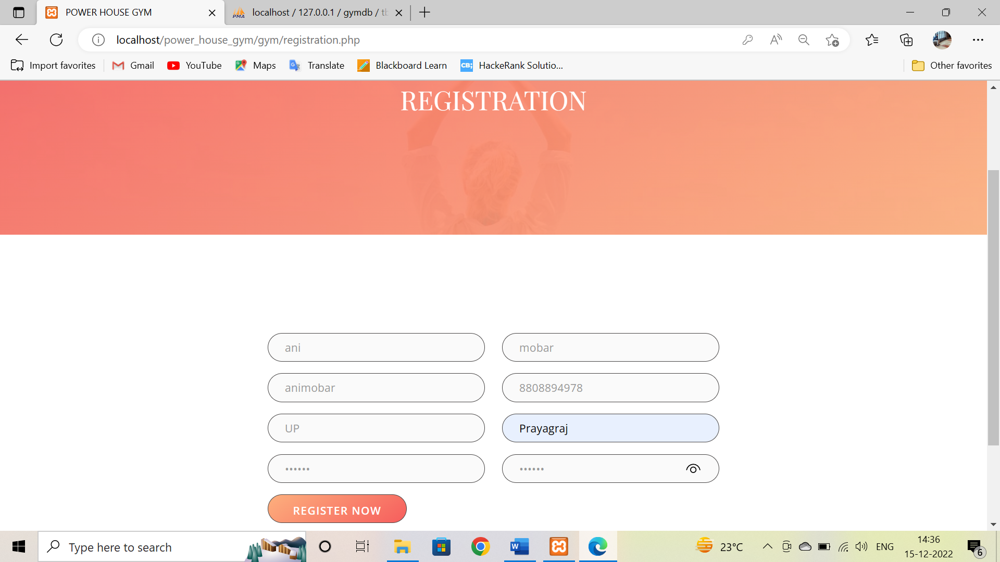 POWER HOUSE GYM
localhost / 127.0.0.1 / gymdb /
localhost/power_house_gym/gym/registration.php
Import favorites Gmail YouTube Maps Translate Blackboard Learn HackeRank Solutio... Other favorites
REGISTRATION
ani mobar
animobar 8808894978
UP Prayagraj
•••••• ••••••
REGISTER NOW
Type here to search 23°C ENG 14:36
15-12-2022 6